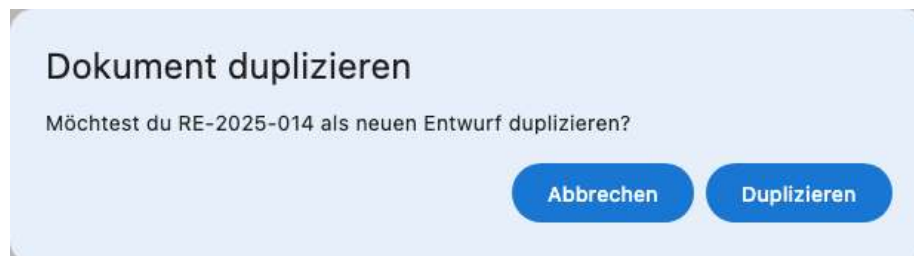 Dokument duplizieren
Möchtest du RE-2025-014 als neuen Entwurf duplizieren?
Abbrechen Duplizieren